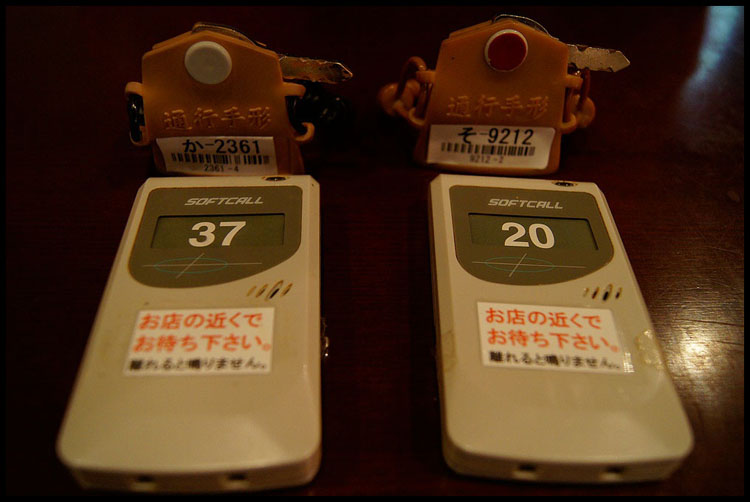 通行手形
か-2361
2361-4
SOFTCALL
37
お店の近くで
お待ち下さい。
離れると鳴りません。
通行手形
そ-9212
9212-2
SOFTCALL
20
お店の近くで
お待ち下さい。
離れると鳴りません。